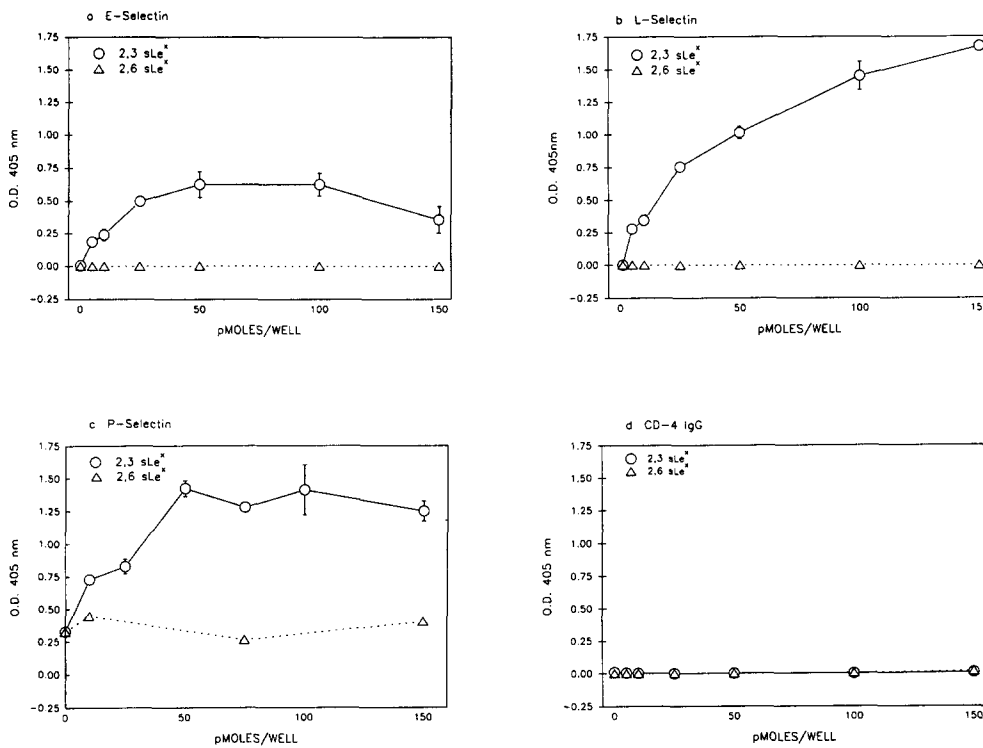 a E-Selectin
1.75
1.50
1.25
1.00
0.75
0.50
0.25
0.00
-0.25
O.D. 405 nm
2,3 sLeˣ
2,6 sLeˣ
0
50
100
150
pMOLES/WELL
b L-Selectin
1.75
1.50
1.25
1.00
0.75
0.50
0.25
0.00
-0.25
O.D. 405nm
2,3 sLeˣ
2,6 sLeˣ
0
50
100
150
pMOLES/WELL
c P-Selectin
1.75
1.50
1.25
1.00
0.75
0.50
0.25
0.00
-0.25
O.D. 405 nm
2,3 sLeˣ
2,6 sLeˣ
0
50
100
150
pMOLES/WELL
d CD-4 IgG
1.75
1.50
1.25
1.00
0.75
0.50
0.25
0.00
-0.25
O.D. 405 nm
2,3 sLeˣ
2,6 sLeˣ
0
50
100
150
pMOLES/WELL